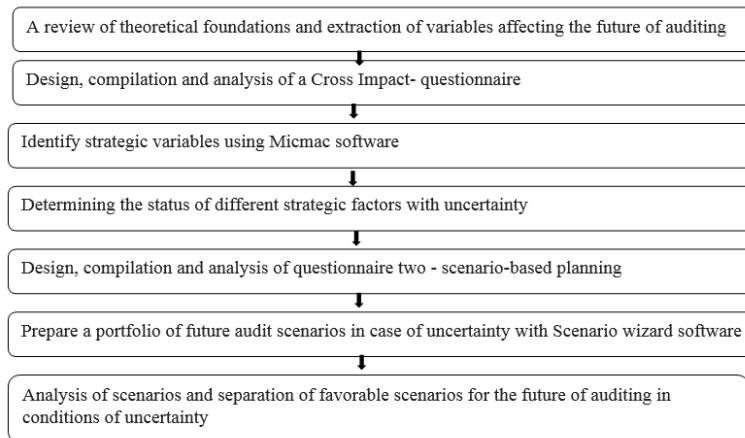 A review of theoretical foundations and extraction of variables affecting the future of auditing
Design, compilation and analysis of a Cross Impact- questionnaire
Identify strategic variables using Micmac software
Determining the status of different strategic factors with uncertainty
Design, compilation and analysis of questionnaire two - scenario-based planning
Prepare a portfolio of future audit scenarios in case of uncertainty with Scenario wizard software
Analysis of scenarios and separation of favorable scenarios for the future of auditing in
conditions of uncertainty